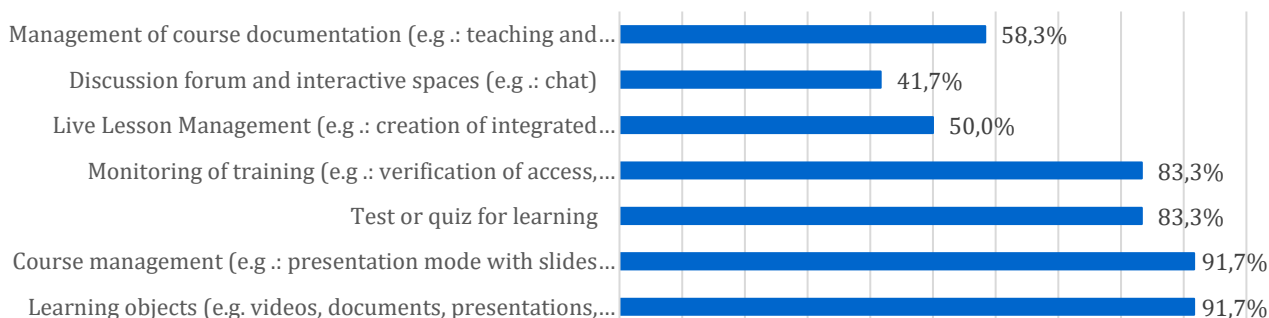 Management of course documentation (e.g .: teaching and... 58,3%
Discussion forum and interactive spaces (e.g .: chat) 41,7%
Live Lesson Management (e.g .: creation of integrated... 50,0%
Monitoring of training (e.g .: verification of access,... 83,3%
Test or quiz for learning 83,3%
Course management (e.g .: presentation mode with slides... 91,7%
Learning objects (e.g. videos, documents, presentations,... 91,7%